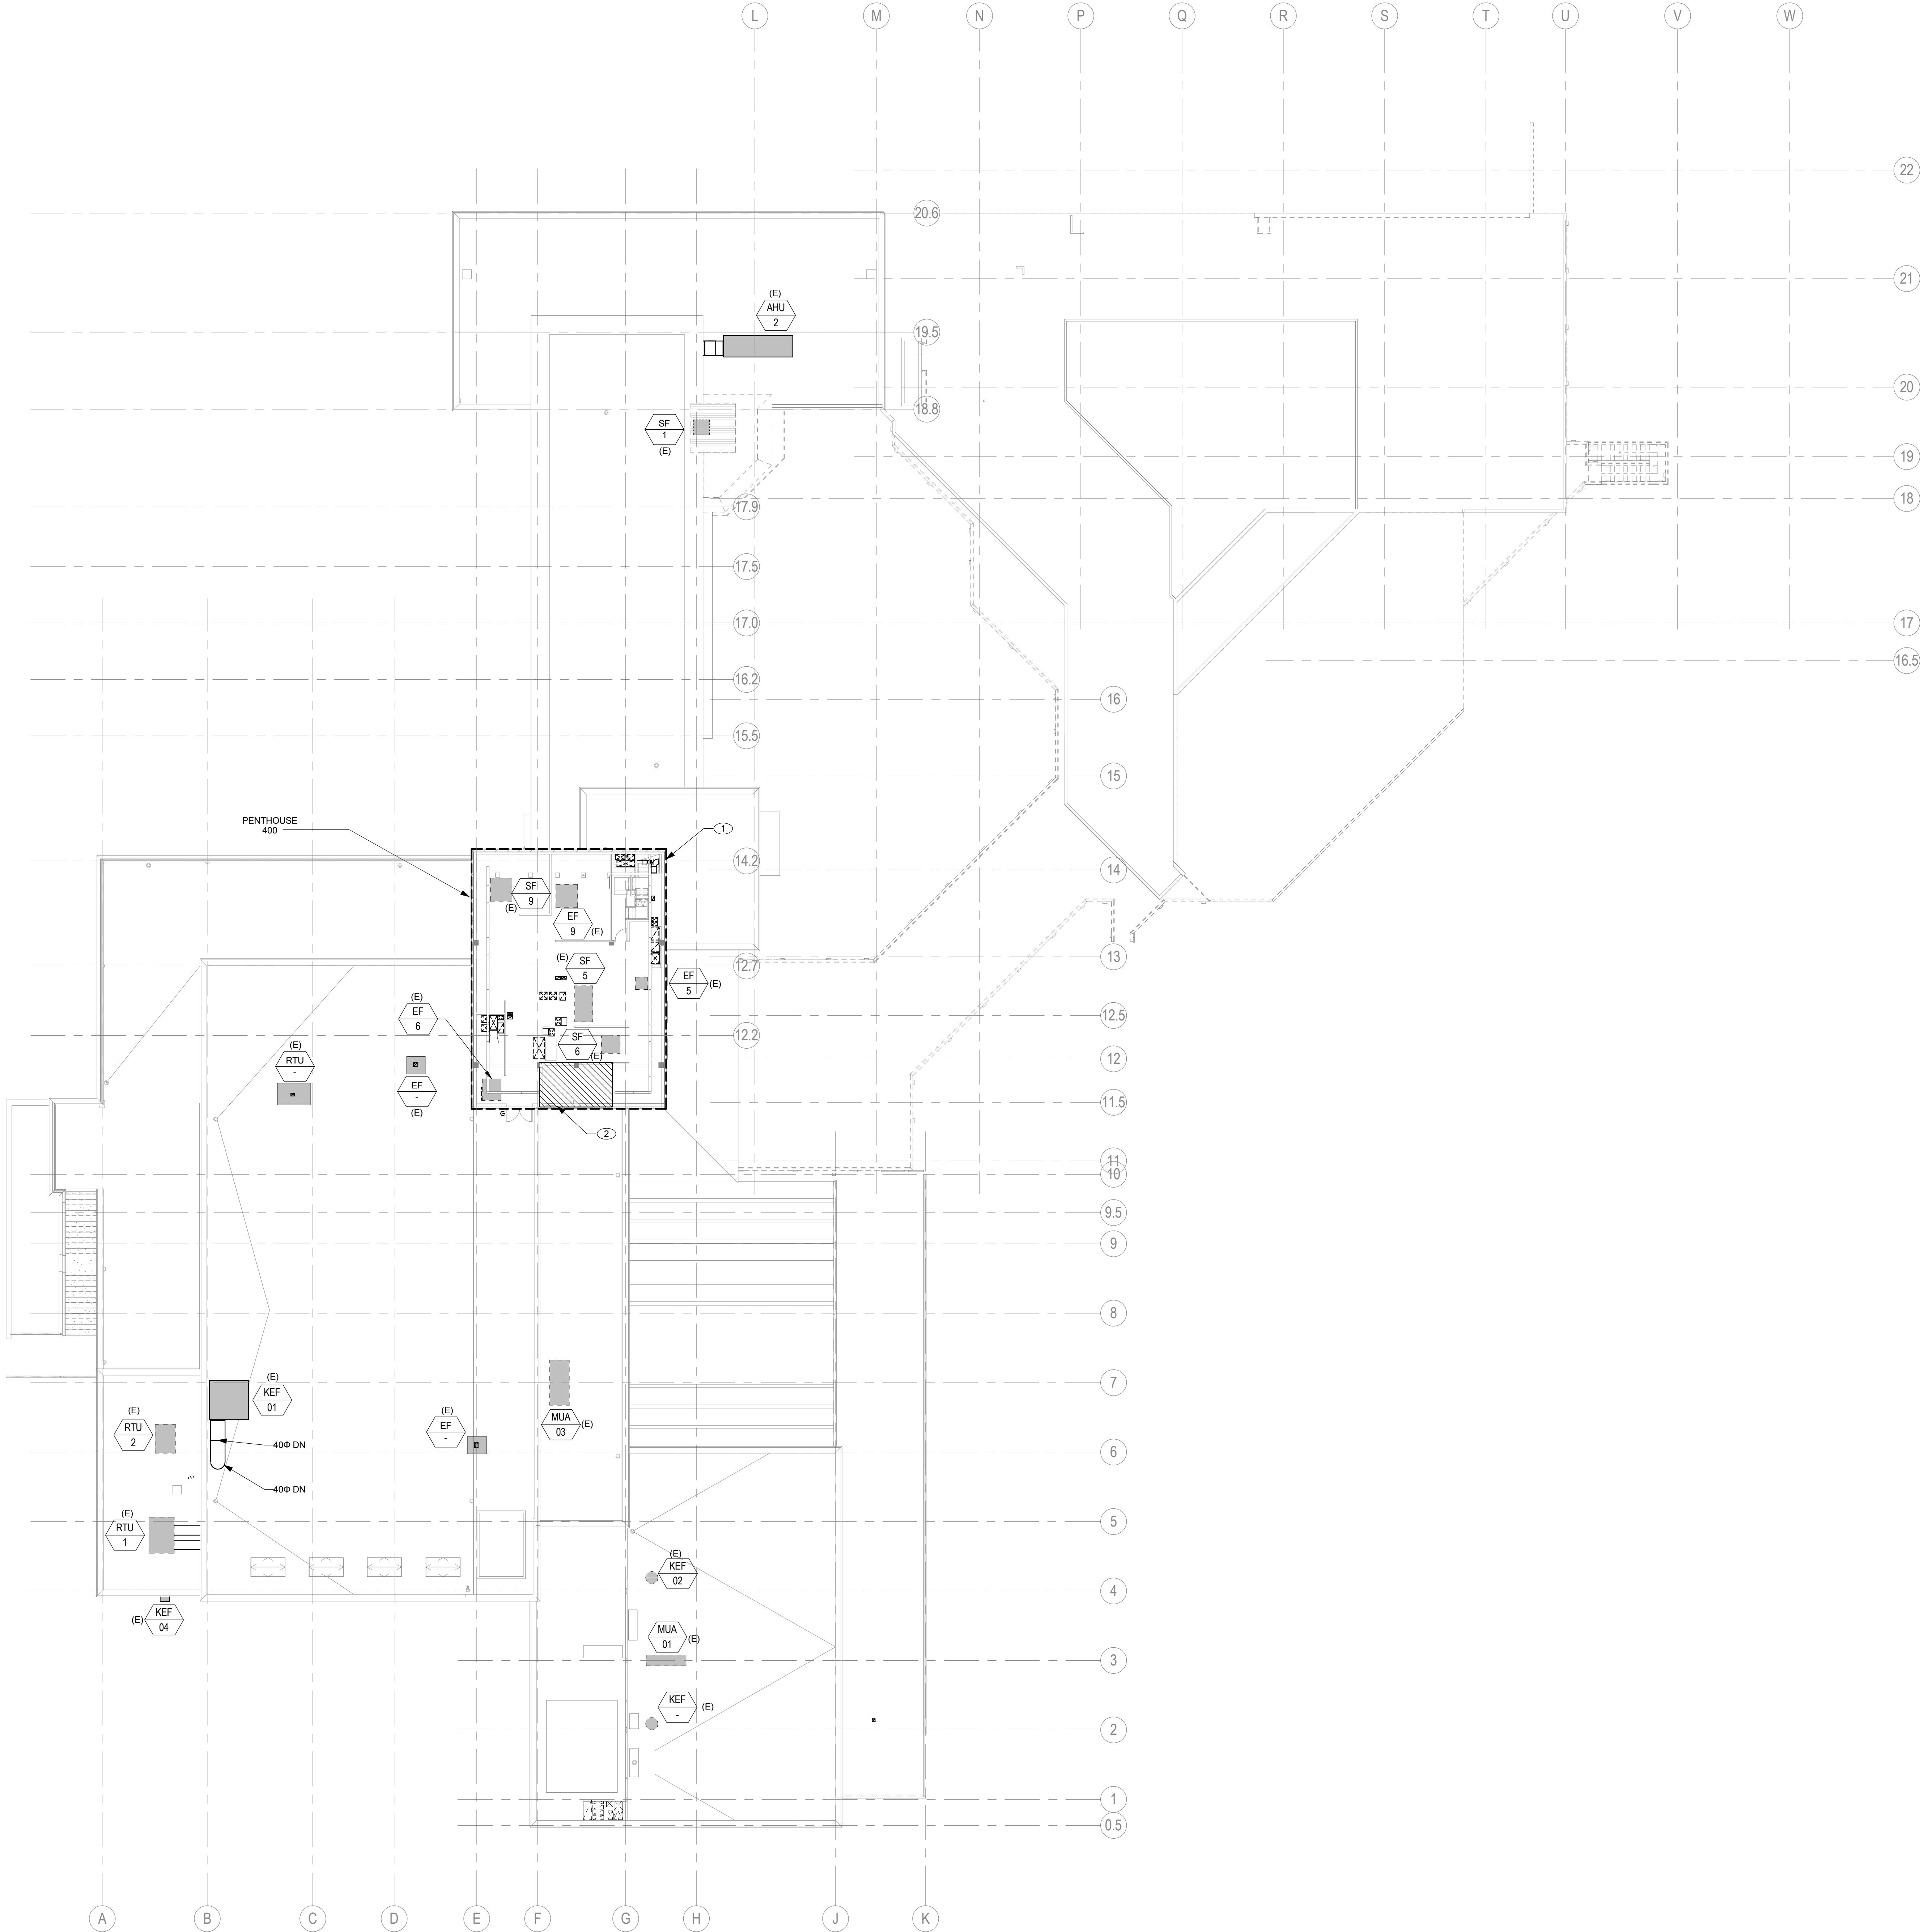 L M N P Q R S T U V W
22
20.6
21
(E)
AHU
2
19.5
20
18.8
SF
1
(E)
19
18
17.9
17.5
17.0
17
16.5
16.2
16
15.5
15
PENTHOUSE
400
1
14.2
14
SF
9
(E)
EF
9
(E)
13
12.7
(E)
SF
5
EF
5
(E)
(E)
EF
6
12.5
12.2
SF
6
(E)
12
(E)
RTU
-
EF
-
(E)
11.5
G
2
11
10
9.5
9
8
7
(E)
KEF
01
(E)
RTU
2
(E)
EF
-
MUA
03
(E)
40Φ DN
6
40Φ DN
(E)
RTU
1
5
(E)
KEF
02
4
(E)
KEF
04
MUA
01
(E)
3
KEF
-
(E)
2
1
0.5
A B C D E F G H J K